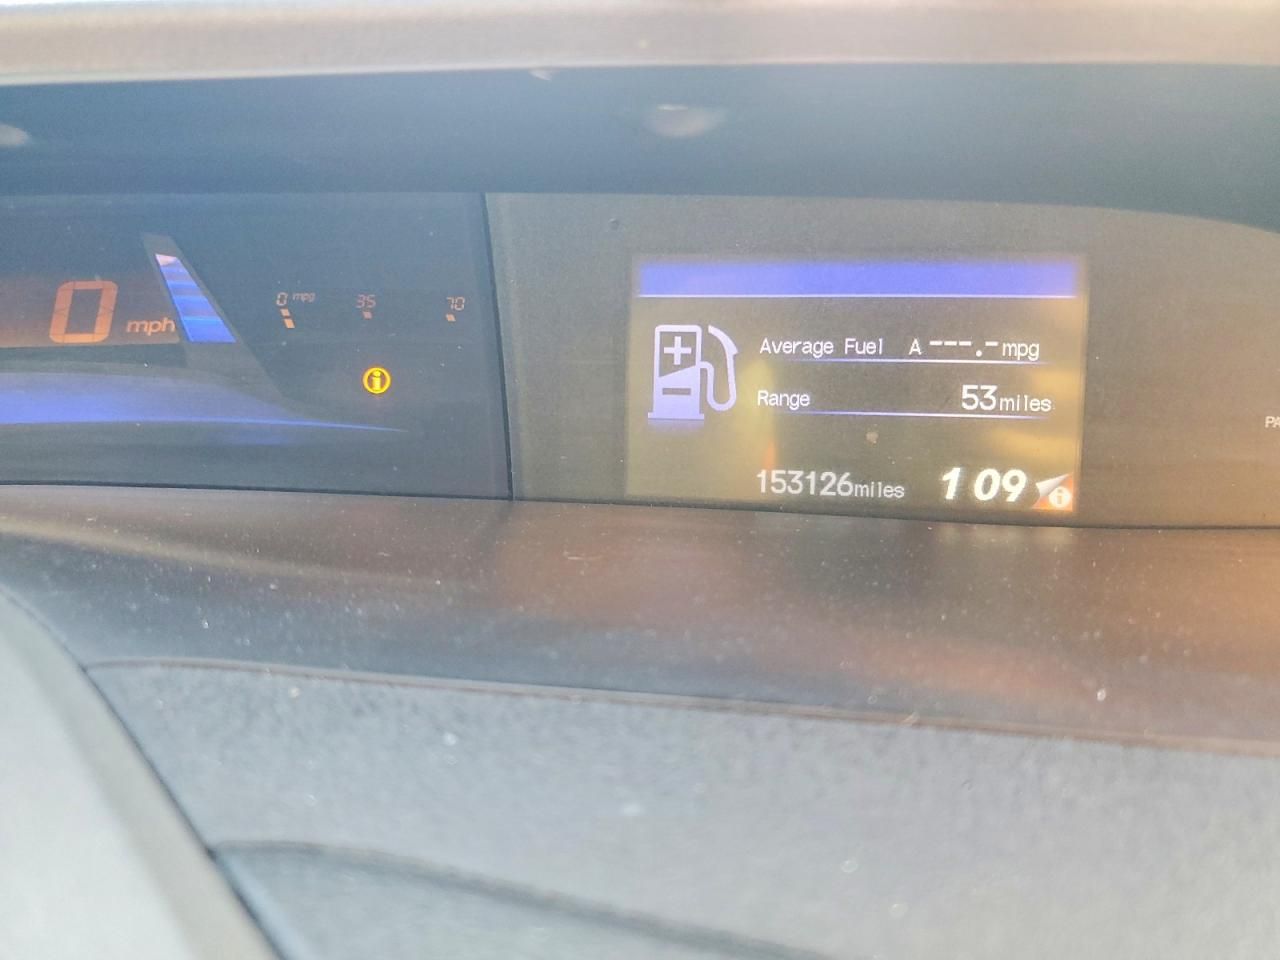 0 mph
0 mpg 35 70
Average Fuel A ---.- mpg
Range 53 miles
153126 miles 1 09